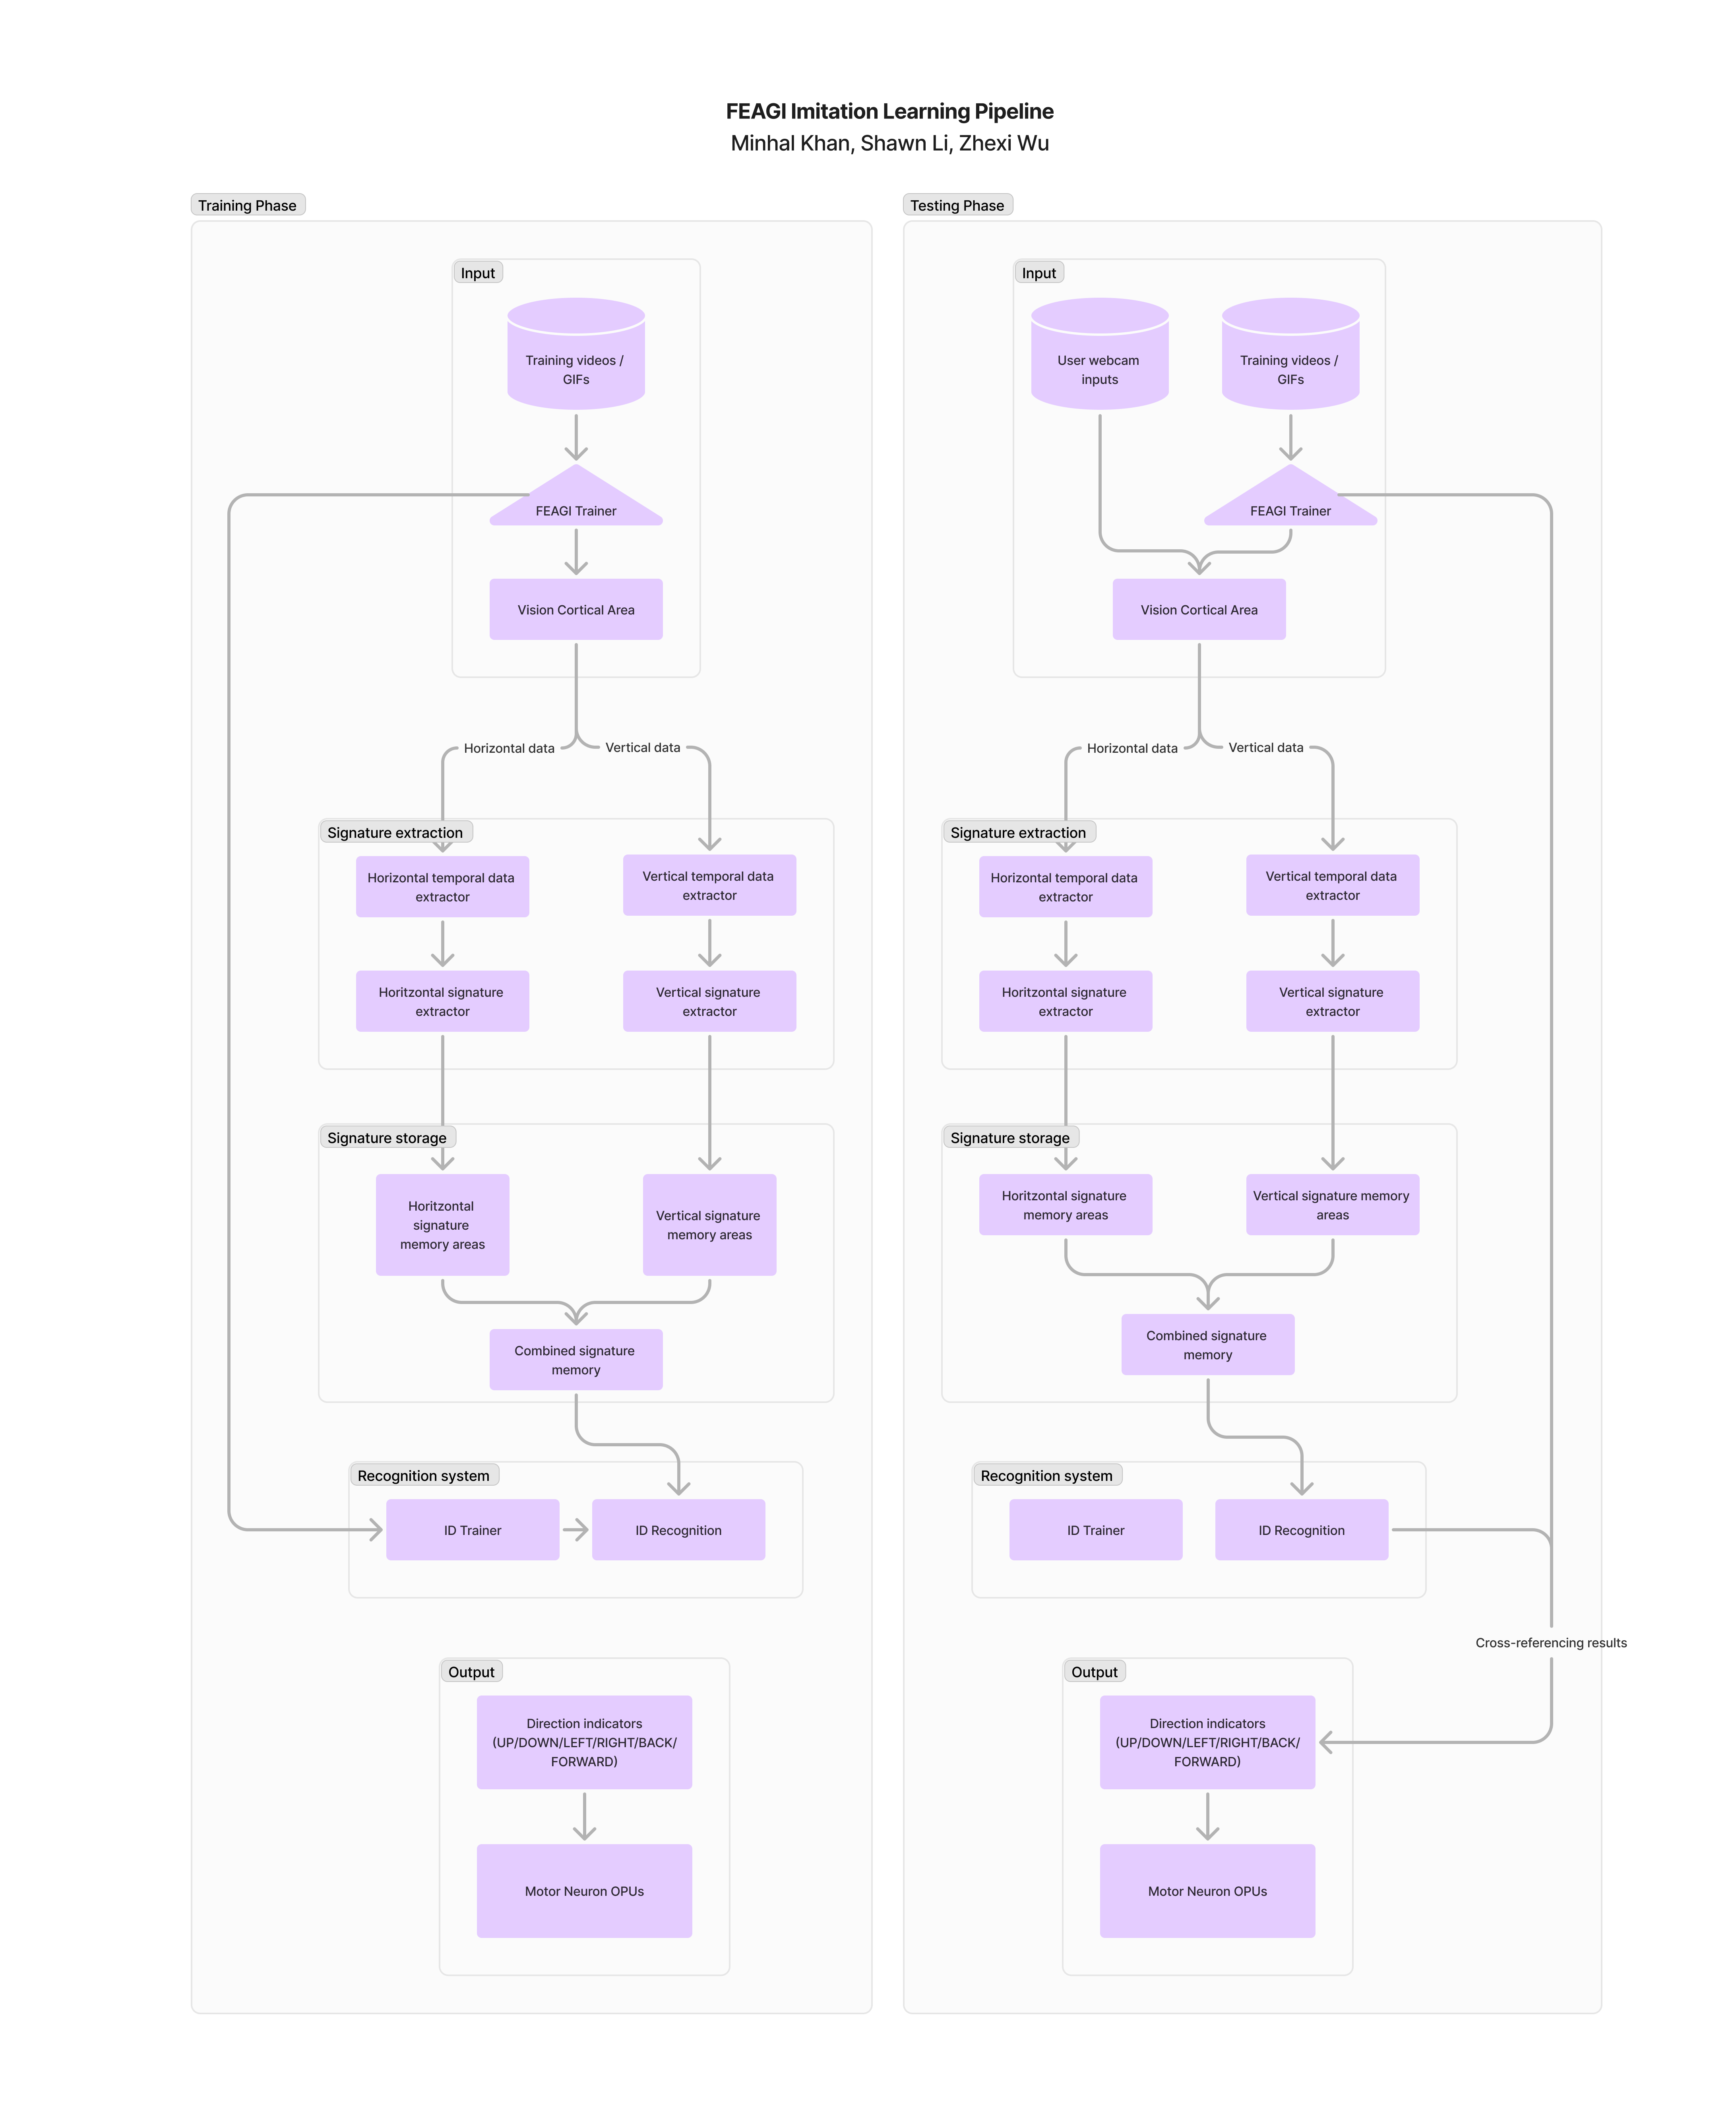 FEAGI Imitation Learning Pipeline
Minhal Khan, Shawn Li, Zhexi Wu
Training Phase
Input
Training videos /
GIFs
FEAGI Trainer
Vision Cortical Area
Horizontal data
Vertical data
Signature extraction
Horizontal temporal data
extractor
Vertical temporal data
extractor
Horitzontal signature
extractor
Vertical signature
extractor
Signature storage
Horitzontal
signature
memory areas
Vertical signature
memory areas
Combined signature
memory
Recognition system
ID Trainer
ID Recognition
Output
Direction indicators
(UP/DOWN/LEFT/RIGHT/BACK/
FORWARD)
Motor Neuron OPUs
Testing Phase
Input
User webcam
inputs
Training videos /
GIFs
FEAGI Trainer
Vision Cortical Area
Horizontal data
Vertical data
Signature extraction
Horizontal temporal data
extractor
Vertical temporal data
extractor
Horitzontal signature
extractor
Vertical signature
extractor
Signature storage
Horitzontal signature
memory areas
Vertical signature memory
areas
Combined signature
memory
Recognition system
ID Trainer
ID Recognition
Cross-referencing results
Output
Direction indicators
(UP/DOWN/LEFT/RIGHT/BACK/
FORWARD)
Motor Neuron OPUs